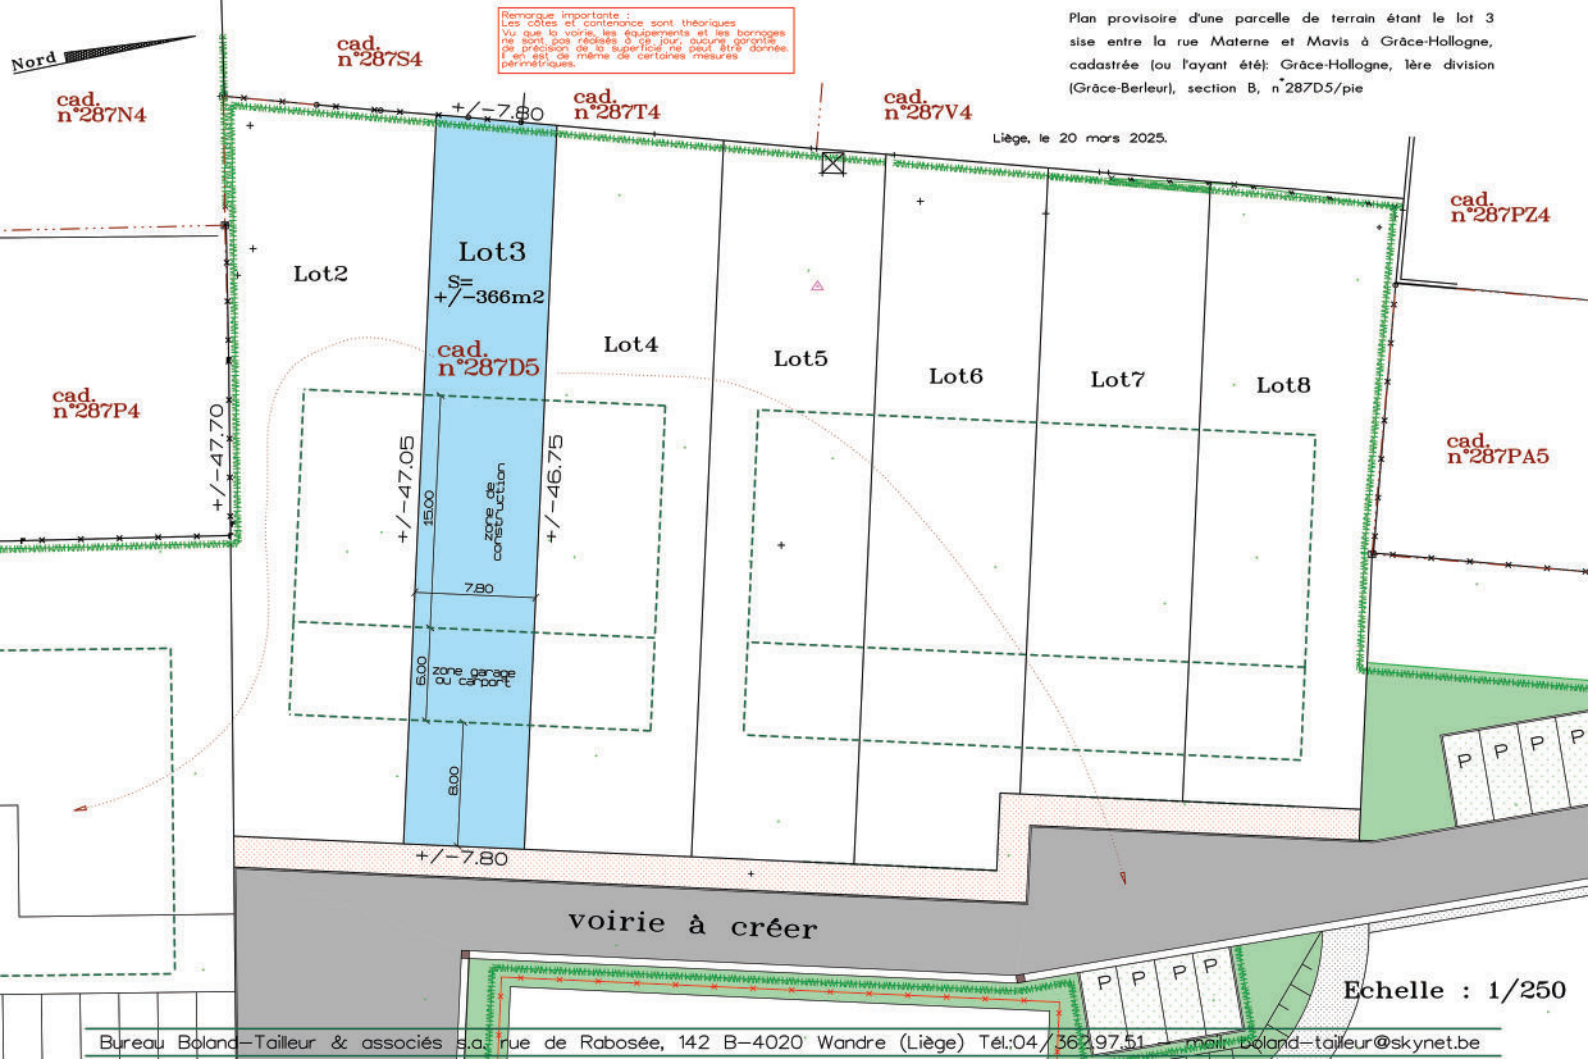 Remarque importante :
Les côtes et contenance sont théoriques
Vu que la voirie, les équipements et les bornages
ne sont pas réalisés à ce jour, aucune garantie
de précision de la superficie ne peut être donnée.
Il en est de même de certaines mesures
périmétriques.
Plan provisoire d'une parcelle de terrain étant le lot 3
sise entre la rue Materne et Mavis à Grâce-Hollogne,
cadastrée (ou l'ayant été): Grâce-Hollogne, 1ère division
(Grâce-Berleur), section B, n°287D5/pie
Liège, le 20 mars 2025.
Nord
cad.
n°287S4
cad.
n°287N4
+/-7.80
cad.
n°287T4
cad.
n°287V4
cad.
n°287PZ4
Lot2
Lot3
S=
+/-366m2
cad.
n°287D5
Lot4
Lot5
Lot6
Lot7
Lot8
cad.
n°287P4
cad.
n°287PA5
+/-47.70
+/-47.05
15.00
zone de
construction
+/-46.75
7.80
6.00
zone garage
ou carport
8.00
+/-7.80
voirie à créer
P P P P
P P P P
Echelle : 1/250
Bureau Boland-Tailleur & associés s.a. rue de Rabosée, 142 B-4020 Wandre (Liège) Tél.:04/362.97.51 mail: boland-tailleur@skynet.be